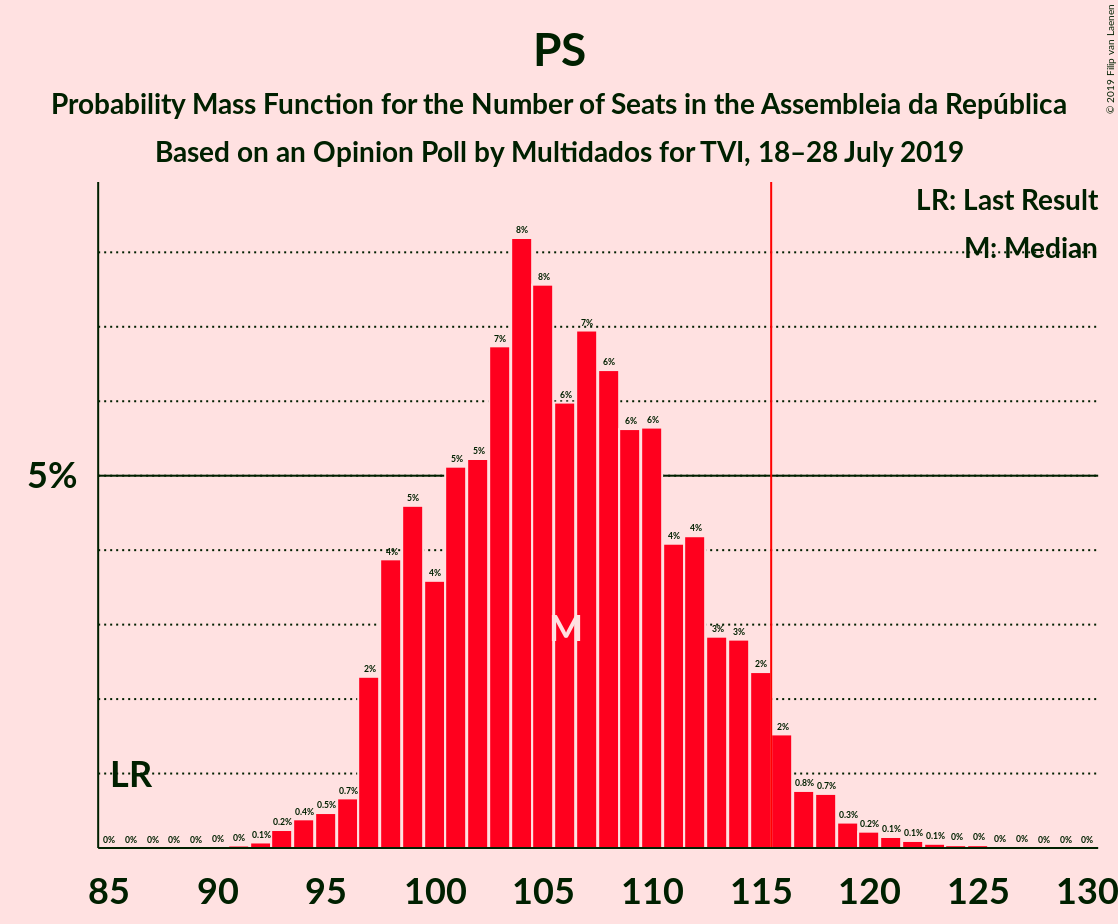 PS
Probability Mass Function for the Number of Seats in the Assembleia da República
Based on an Opinion Poll by Multidados for TVI, 18–28 July 2019
© 2019 Filip van Laenen
LR: Last Result
M: Median
5%
LR
M
0% 0% 0% 0% 0% 0% 0% 0.1% 0.2% 0.4% 0.5% 0.7% 2% 4% 5% 4% 5% 5% 7% 8% 8% 6% 7% 6% 6% 6% 4% 4% 3% 3% 2% 2% 0.8% 0.7% 0.3% 0.2% 0.1% 0.1% 0.1% 0% 0% 0% 0% 0% 0% 0%
85 90 95 100 105 110 115 120 125 130